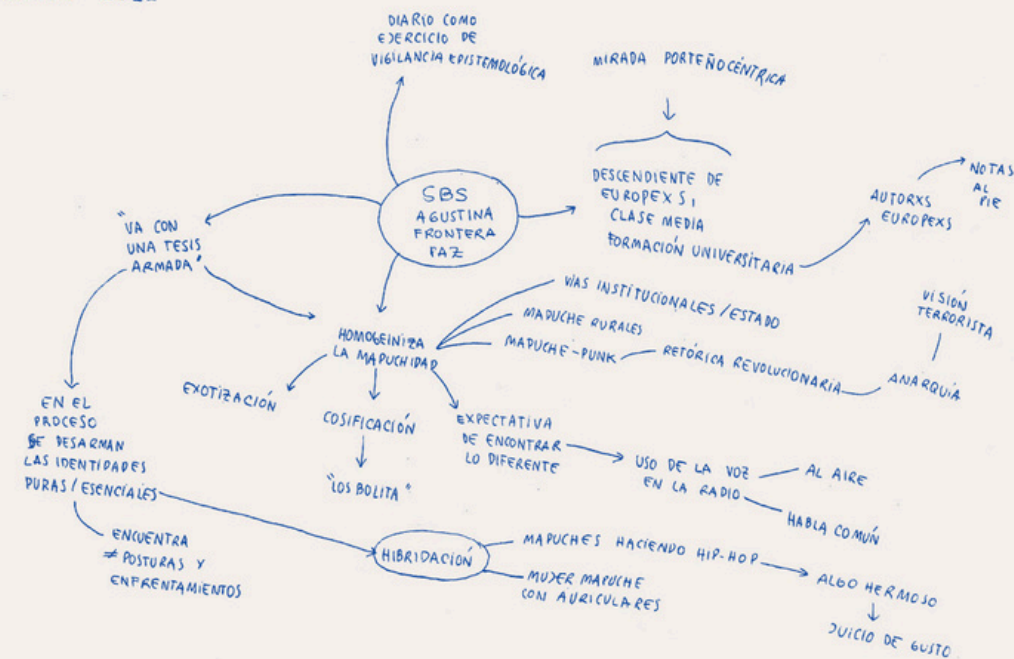 DIARIO COMO
EJERCICIO DE
VIGILANCIA EPISTEMOLÓGICA
MIRADA PORTEÑOCÉNTRICA
SBS
AGUSTINA
FRONTERA
PAZ
DESCENDIENTE DE
EUROPEXS,
CLASE MEDIA
FORMACIÓN UNIVERSITARIA
AUTORXS
EUROPEXS
NOTAS
AL
PIE
"VA CON
UNA TESIS
ARMADA"
HOMOGEINIZA
LA MAPUCHIDAD
VÍAS INSTITUCIONALES / ESTADO
MAPUCHE RURALES
MAPUCHE-PUNK
RETÓRICA REVOLUCIONARIA
ANARQUÍA
VISIÓN
TERRORISTA
EXOTIZACIÓN
COSIFICACIÓN
"LOS BOLITA"
EXPECTATIVA
DE ENCONTRAR
LO DIFERENTE
USO DE LA VOZ
EN LA RADIO
AL AIRE
HABLA COMÚN
EN EL
PROCESO
SE DESARMAN
LAS IDENTIDADES
PURAS / ESENCIALES
ENCUENTRA
≠ POSTURAS Y
ENFRENTAMIENTOS
HIBRIDACIÓN
MAPUCHES HACIENDO HIP-HOP
MUJER MAPUCHE
CON AURICULARES
ALGO HERMOSO
JUICIO DE GUSTO.